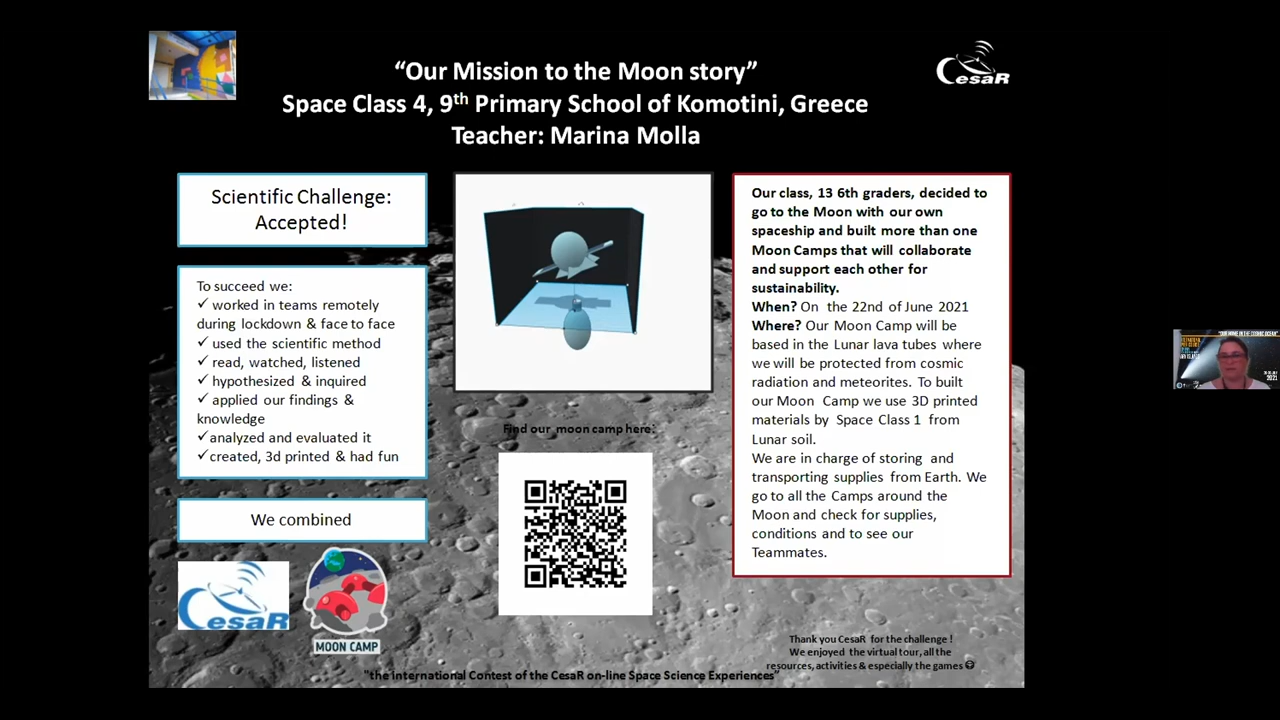 “Our Mission to the Moon story”
Space Class 4, 9th Primary School of Komotini, Greece
Teacher: Marina Molla
CesaR
Scientific Challenge:
Accepted!
To succeed we:
✓ worked in teams remotely
during lockdown & face to face
✓ used the scientific method
✓ read, watched, listened
✓ hypothesized & inquired
✓ applied our findings &
knowledge
✓analyzed and evaluated it
✓created, 3d printed & had fun
We combined
CesaR
MOON CAMP
Find our moon camp here:
Our class, 13 6th graders, decided to
go to the Moon with our own
spaceship and built more than one
Moon Camps that will collaborate
and support each other for
sustainability.
When? On the 22nd of June 2021
Where? Our Moon Camp will be
based in the Lunar lava tubes where
we will be protected from cosmic
radiation and meteorites. To built
our Moon Camp we use 3D printed
materials by Space Class 1 from
Lunar soil.
We are in charge of storing and
transporting supplies from Earth. We
go to all the Camps around the
Moon and check for supplies,
conditions and to see our
Teammates.
Thank you CesaR for the challenge !
We enjoyed the virtual tour, all the
resources, activities & especially the games
"the international Contest of the CesaR on-line Space Science Experiences"
"OUR HOME IN THE COSMIC OCEAN"
2021